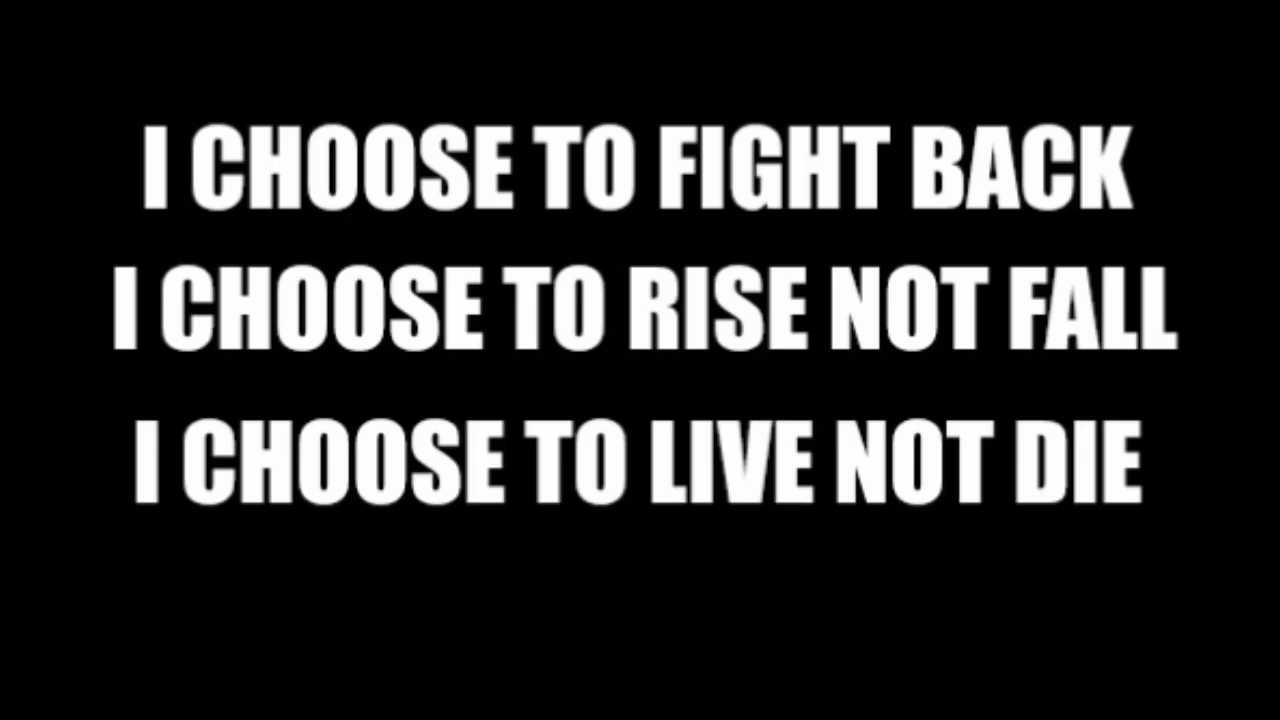 I CHOOSE TO FIGHT BACK
I CHOOSE TO RISE NOT FALL
I CHOOSE TO LIVE NOT DIE